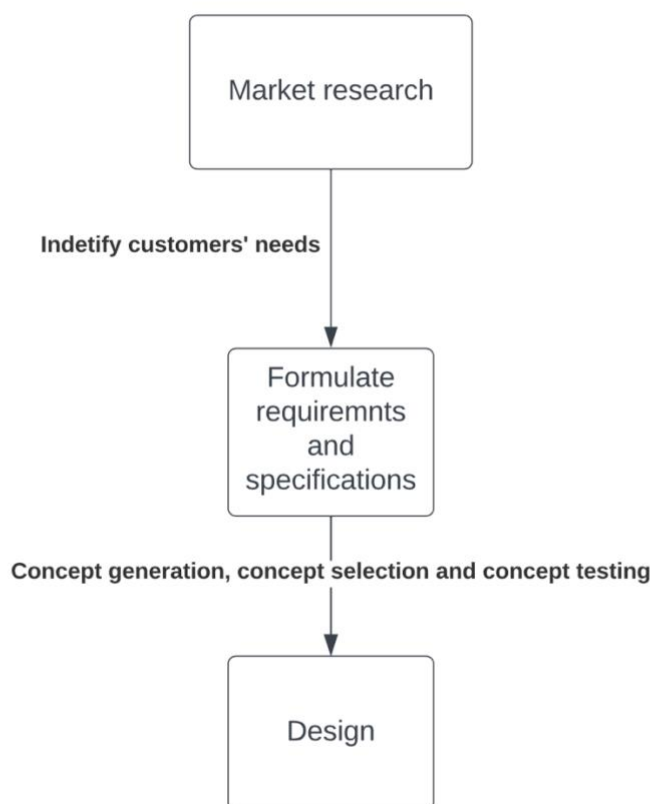 Market research
Indetify customers' needs
Formulate
requiremnts
and
specifications
Concept generation, concept selection and concept testing
Design